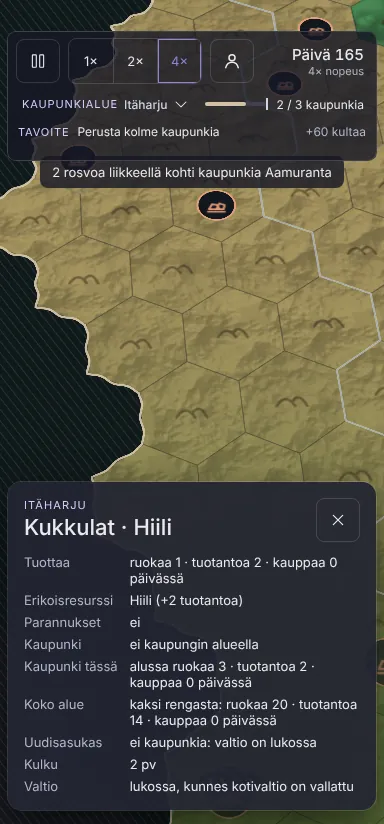 1× 2× 4×
Päivä 165
4× nopeus
KAUPUNKIALUE Itäharju 2 / 3 kaupunkia
TAVOITE Perusta kolme kaupunkia +60 kultaa
2 rosvoa liikkeellä kohti kaupunkia Aamuranta
ITÄHARJU
Kukkulat · Hiili
Tuottaa ruokaa 1 · tuotantoa 2 · kauppaa 0
päivässä
Erikoisresurssi Hiili (+2 tuotantoa)
Parannukset ei
Kaupunki ei kaupungin alueella
Kaupunki tässä alussa ruokaa 3 · tuotantoa 2 ·
kauppaa 0 päivässä
Koko alue kaksi rengasta: ruokaa 20 · tuotantoa
14 · kauppaa 0 päivässä
Uudisasukas ei kaupunkia: valtio on lukossa
Kulku 2 pv
Valtio lukossa, kunnes kotivaltio on vallattu